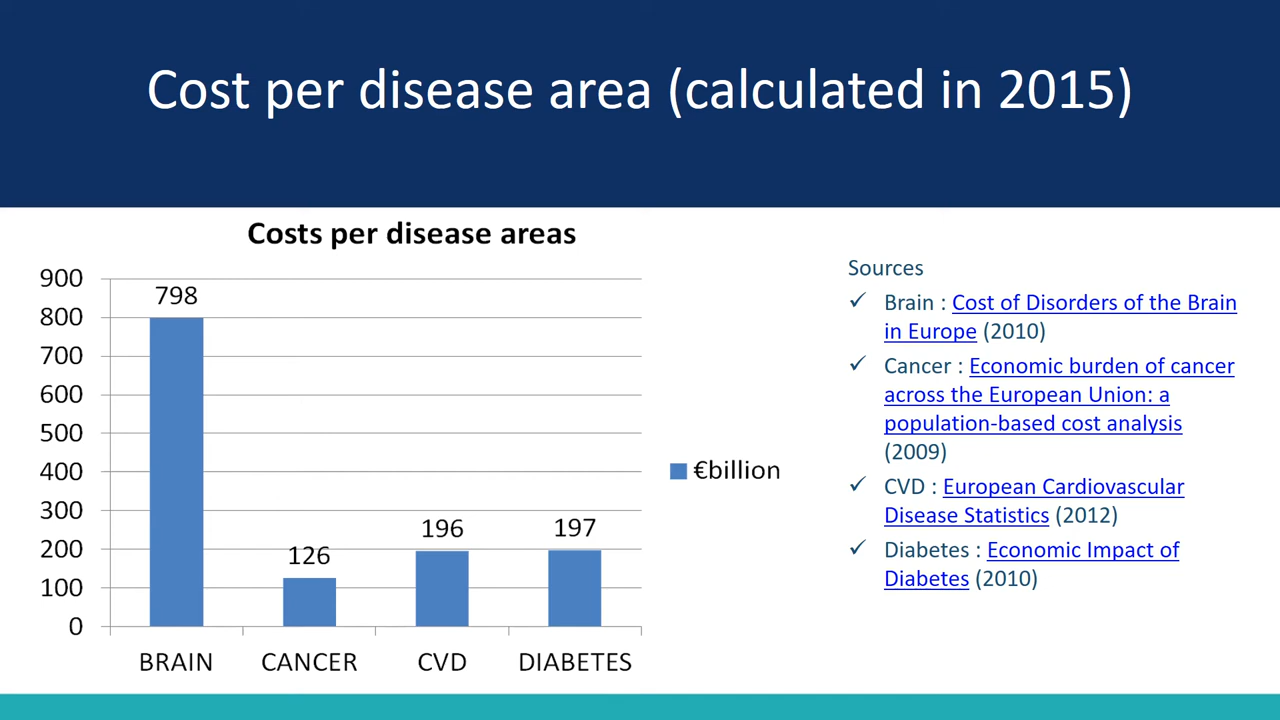 Cost per disease area (calculated in 2015)
Costs per disease areas
900
800
700
600
500
400
300
200
100
0
798
126
196
197
BRAIN
CANCER
CVD
DIABETES
€billion
Sources
✓ Brain : Cost of Disorders of the Brain
in Europe (2010)
✓ Cancer : Economic burden of cancer
across the European Union: a
population-based cost analysis
(2009)
✓ CVD : European Cardiovascular
Disease Statistics (2012)
✓ Diabetes : Economic Impact of
Diabetes (2010)